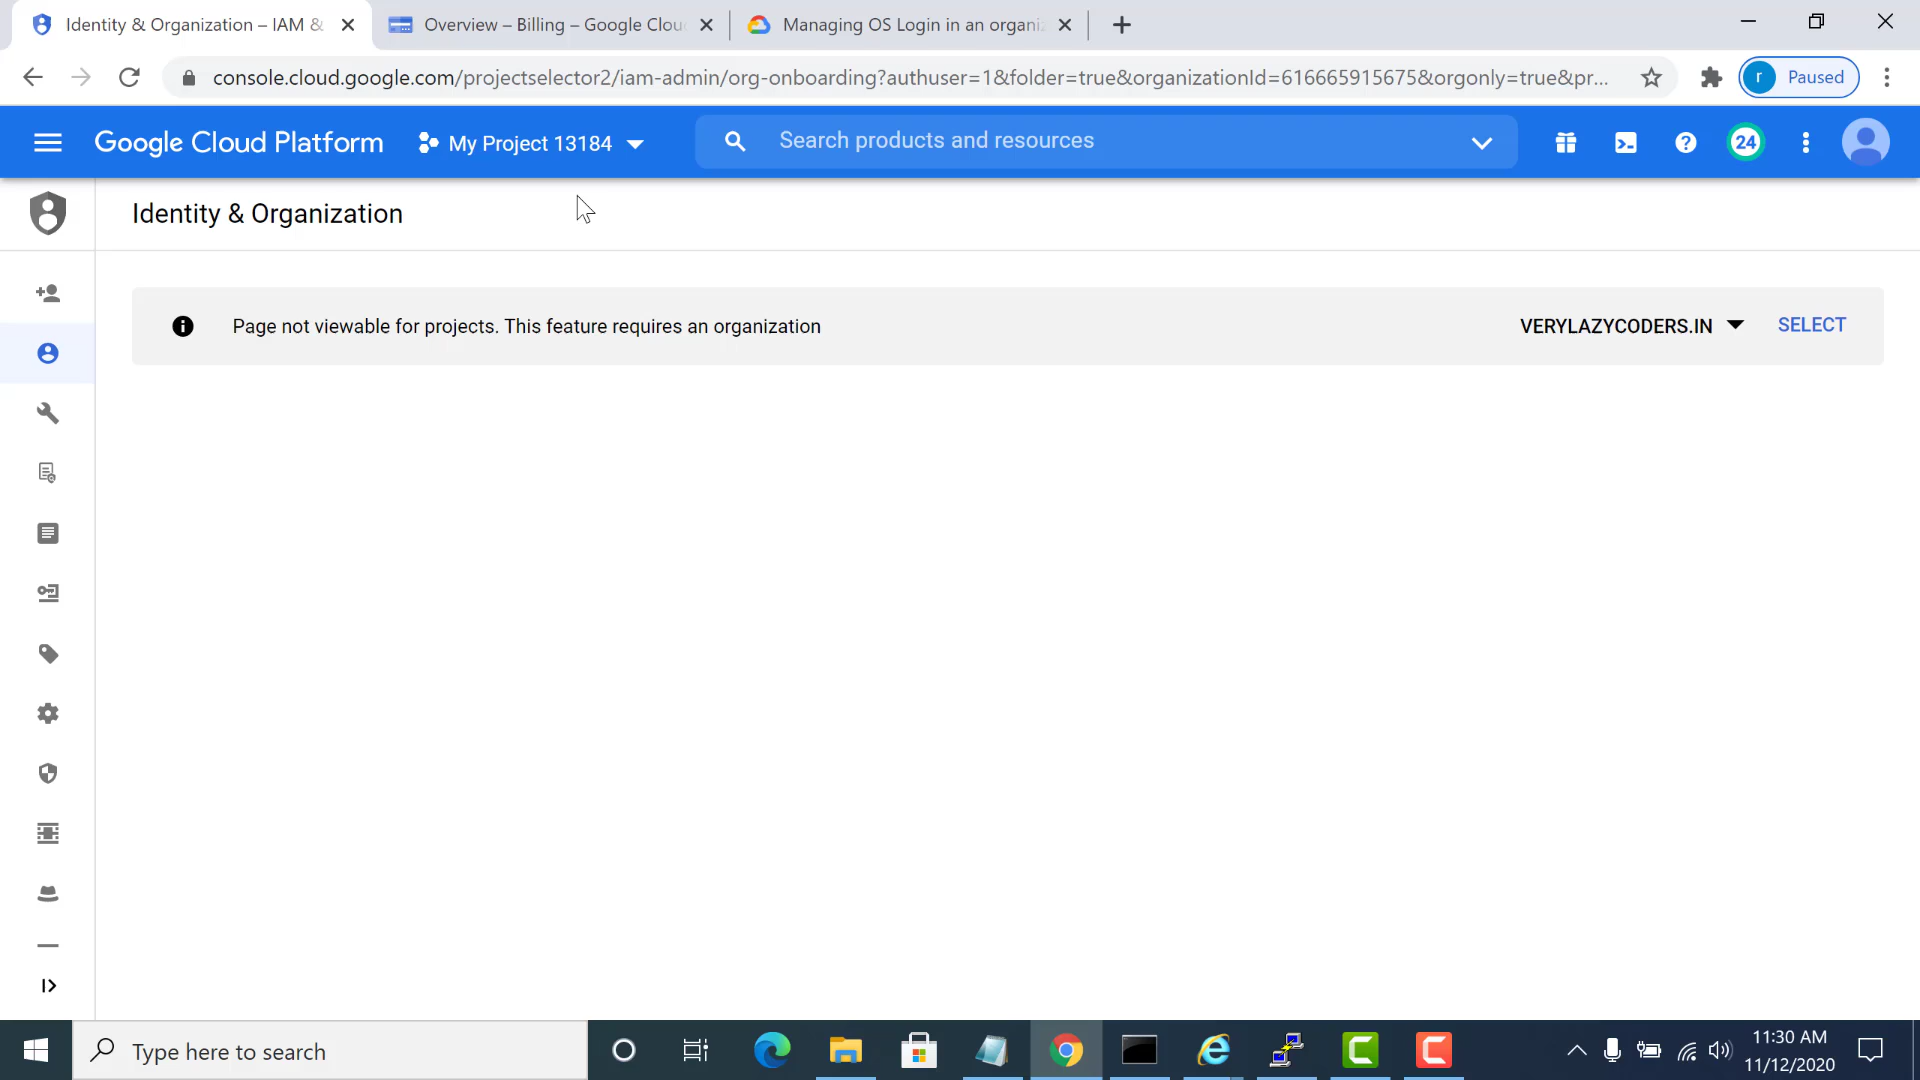 Identity & Organization – IAM &
Overview – Billing – Google Clou
Managing OS Login in an organi
console.cloud.google.com/projectselector2/iam-admin/org-onboarding?authuser=1&folder=true&organizationId=616665915675&orgonly=true&pr...
r Paused
Google Cloud Platform
My Project 13184
Search products and resources
24
Identity & Organization
Page not viewable for projects. This feature requires an organization
VERYLAZYCODERS.IN
SELECT
Type here to search
11:30 AM
11/12/2020